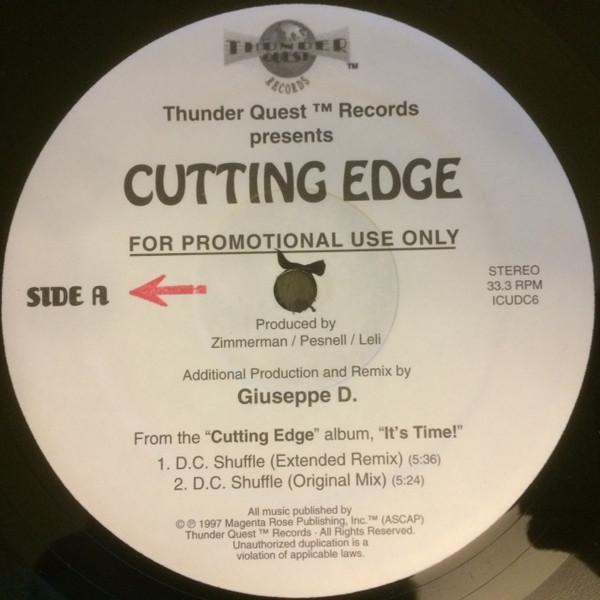 THUNDER
QUEST
RECORDS
™
Thunder Quest ™ Records
presents
CUTTING EDGE
FOR PROMOTIONAL USE ONLY
SIDE A
STEREO
33.3 RPM
ICUDC6
Produced by
Zimmerman / Pesnell / Leli
Additional Production and Remix by
Giuseppe D.
From the “Cutting Edge” album, “It's Time!”
1. D.C. Shuffle (Extended Remix) (5:36)
2. D.C. Shuffle (Original Mix) (5:24)
All music published by
© ℗ 1997 Magenta Rose Publishing, Inc.™ (ASCAP)
Thunder Quest ™ Records - All Rights Reserved.
Unauthorized duplication is a
violation of applicable laws.